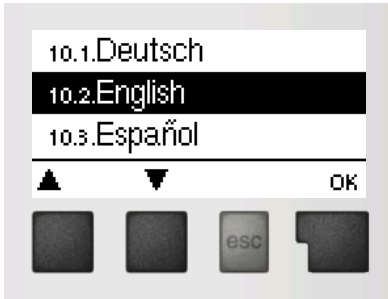 10.1.Deutsch
10.2.English
10.3.Español
▲ ▼ OK
esc